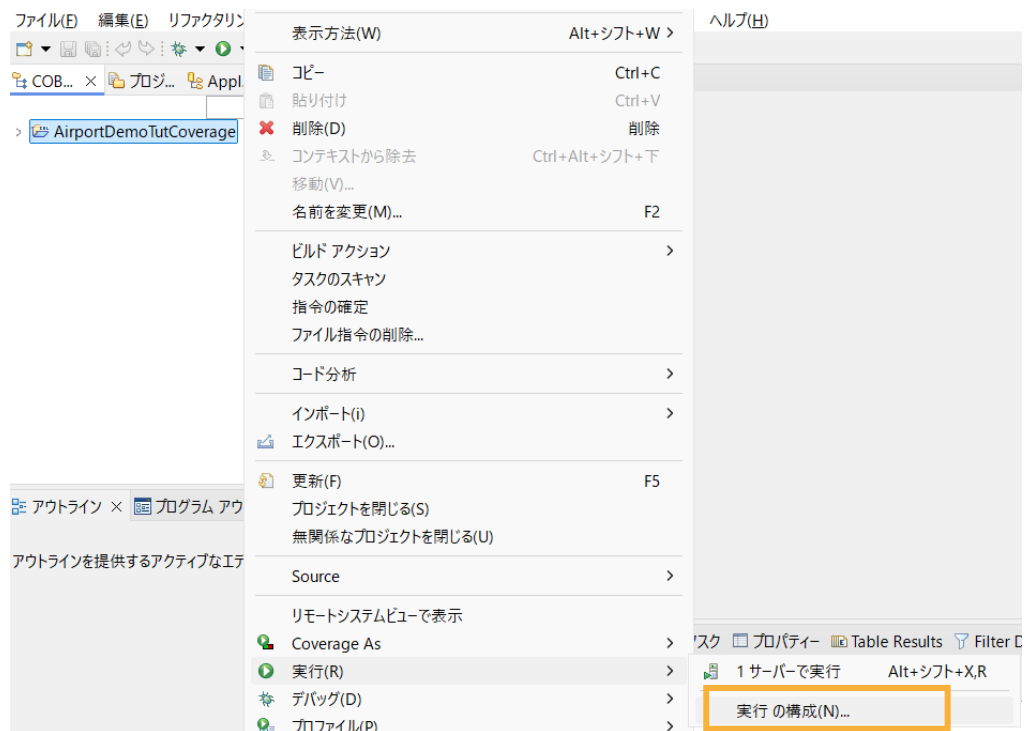 ファイル(F) 編集(E) リファクタリン ヘルプ(H)
COB... プロジ... Appl.
AirportDemoTutCoverage
表示方法(W) Alt+シフト+W >
コピー Ctrl+C
貼り付け Ctrl+V
削除(D) 削除
コンテキストから除去 Ctrl+Alt+シフト+下
移動(V)...
名前を変更(M)... F2
ビルド アクション
タスクのスキャン
指令の確定
ファイル指令の削除...
コード分析
インポート(i)
エクスポート(O)...
更新(F) F5
プロジェクトを閉じる(S)
無関係なプロジェクトを閉じる(U)
Source
リモートシステムビューで表示
Coverage As
実行(R)
デバッグ(D)
プロファイル(P)
アウトライン プログラム アウ
アウトラインを提供するアクティブなエデ
スク プロパティー Table Results Filter D
1 サーバーで実行 Alt+シフト+X,R
実行 の構成(N)...